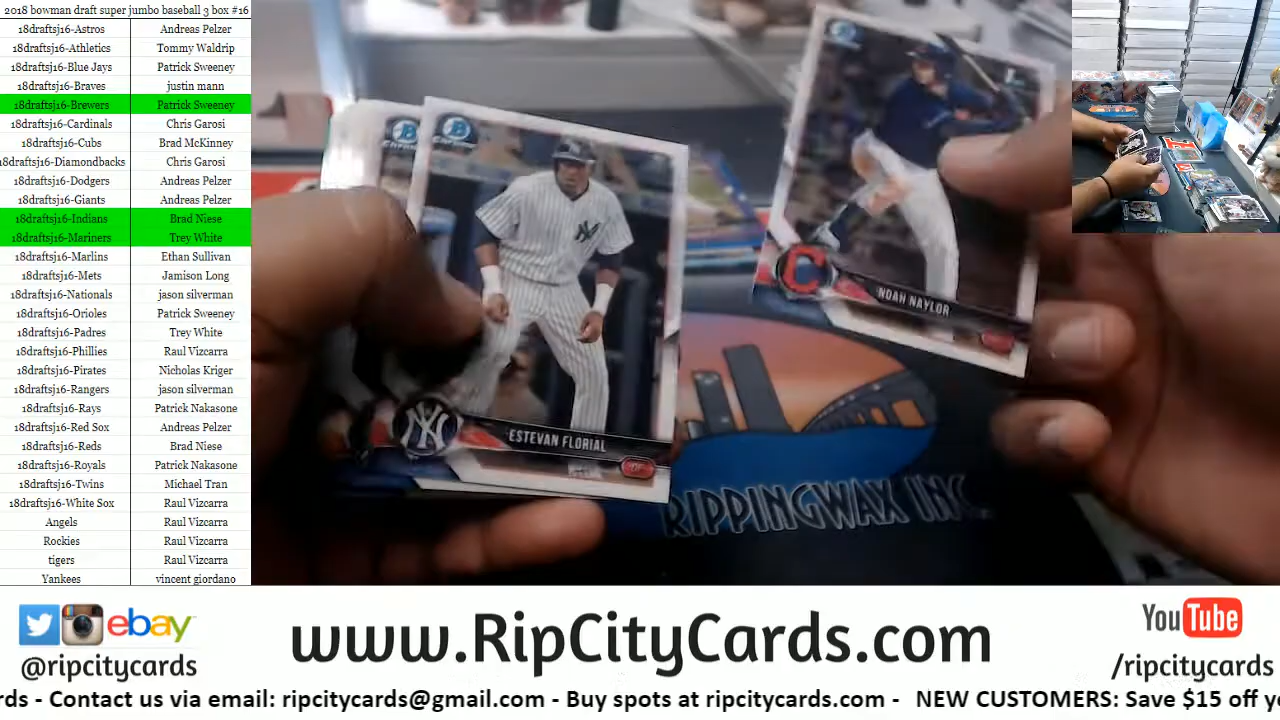 2018 bowman draft super jumbo baseball 3 box #16
18draftsj16-Astros Andreas Pelzer
18draftsj16-Athletics Tommy Waldrip
18draftsj16-Blue Jays Patrick Sweeney
18draftsj16-Braves justin mann
18draftsj16-Brewers Patrick Sweeney
18draftsj16-Cardinals Chris Garosi
18draftsj16-Cubs Brad McKinney
18draftsj16-Diamondbacks Chris Garosi
18draftsj16-Dodgers Andreas Pelzer
18draftsj16-Giants Andreas Pelzer
18draftsj16-Indians Brad Niese
18draftsj16-Mariners Trey White
18draftsj16-Marlins Ethan Sullivan
18draftsj16-Mets Jamison Long
18draftsj16-Nationals jason silverman
18draftsj16-Orioles Patrick Sweeney
18draftsj16-Padres Trey White
18draftsj16-Phillies Raul Vizcarra
18draftsj16-Pirates Nicholas Kriger
18draftsj16-Rangers jason silverman
18draftsj16-Rays Patrick Nakasone
18draftsj16-Red Sox Andreas Pelzer
18draftsj16-Reds Brad Niese
18draftsj16-Royals Patrick Nakasone
18draftsj16-Twins Michael Tran
18draftsj16-White Sox Raul Vizcarra
Angels Raul Vizcarra
Rockies Raul Vizcarra
tigers Raul Vizcarra
Yankees vincent giordano
NOAH NAYLOR
ESTEVAN FLORIAL
RIPPINGWAX INC.
ebay
@ripcitycards
www.RipCityCards.com
YouTube
/ripcitycards
rds - Contact us via email: ripcitycards@gmail.com - Buy spots at ripcitycards.com - NEW CUSTOMERS: Save $15 off yo